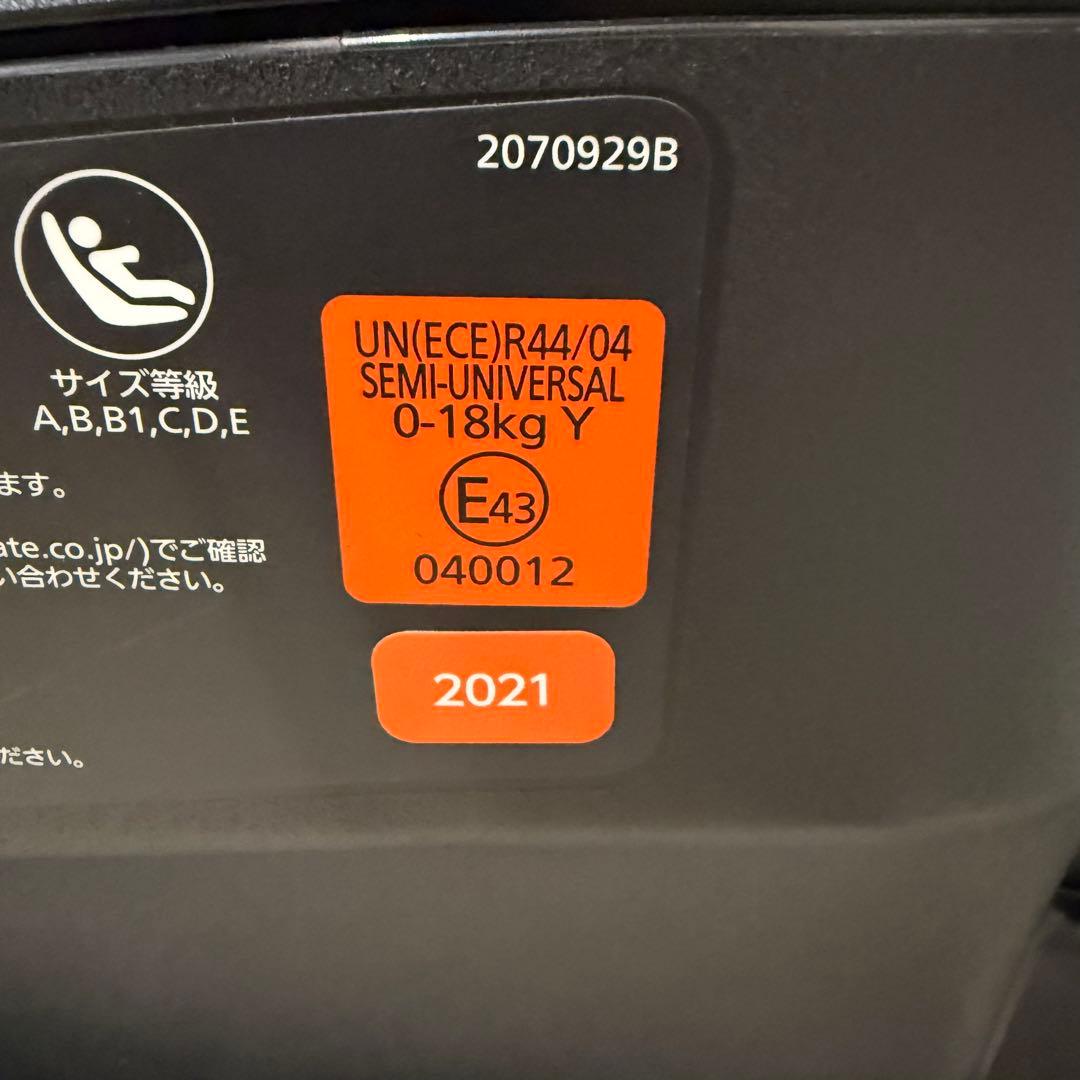 2070929B
サイズ等級
A,B,B1,C,D,E
UN(ECE)R44/04
SEMI-UNIVERSAL
0-18kg Y
E43
040012
ます。
ate.co.jp/)でご確認
い合わせください。
2021
ださい。